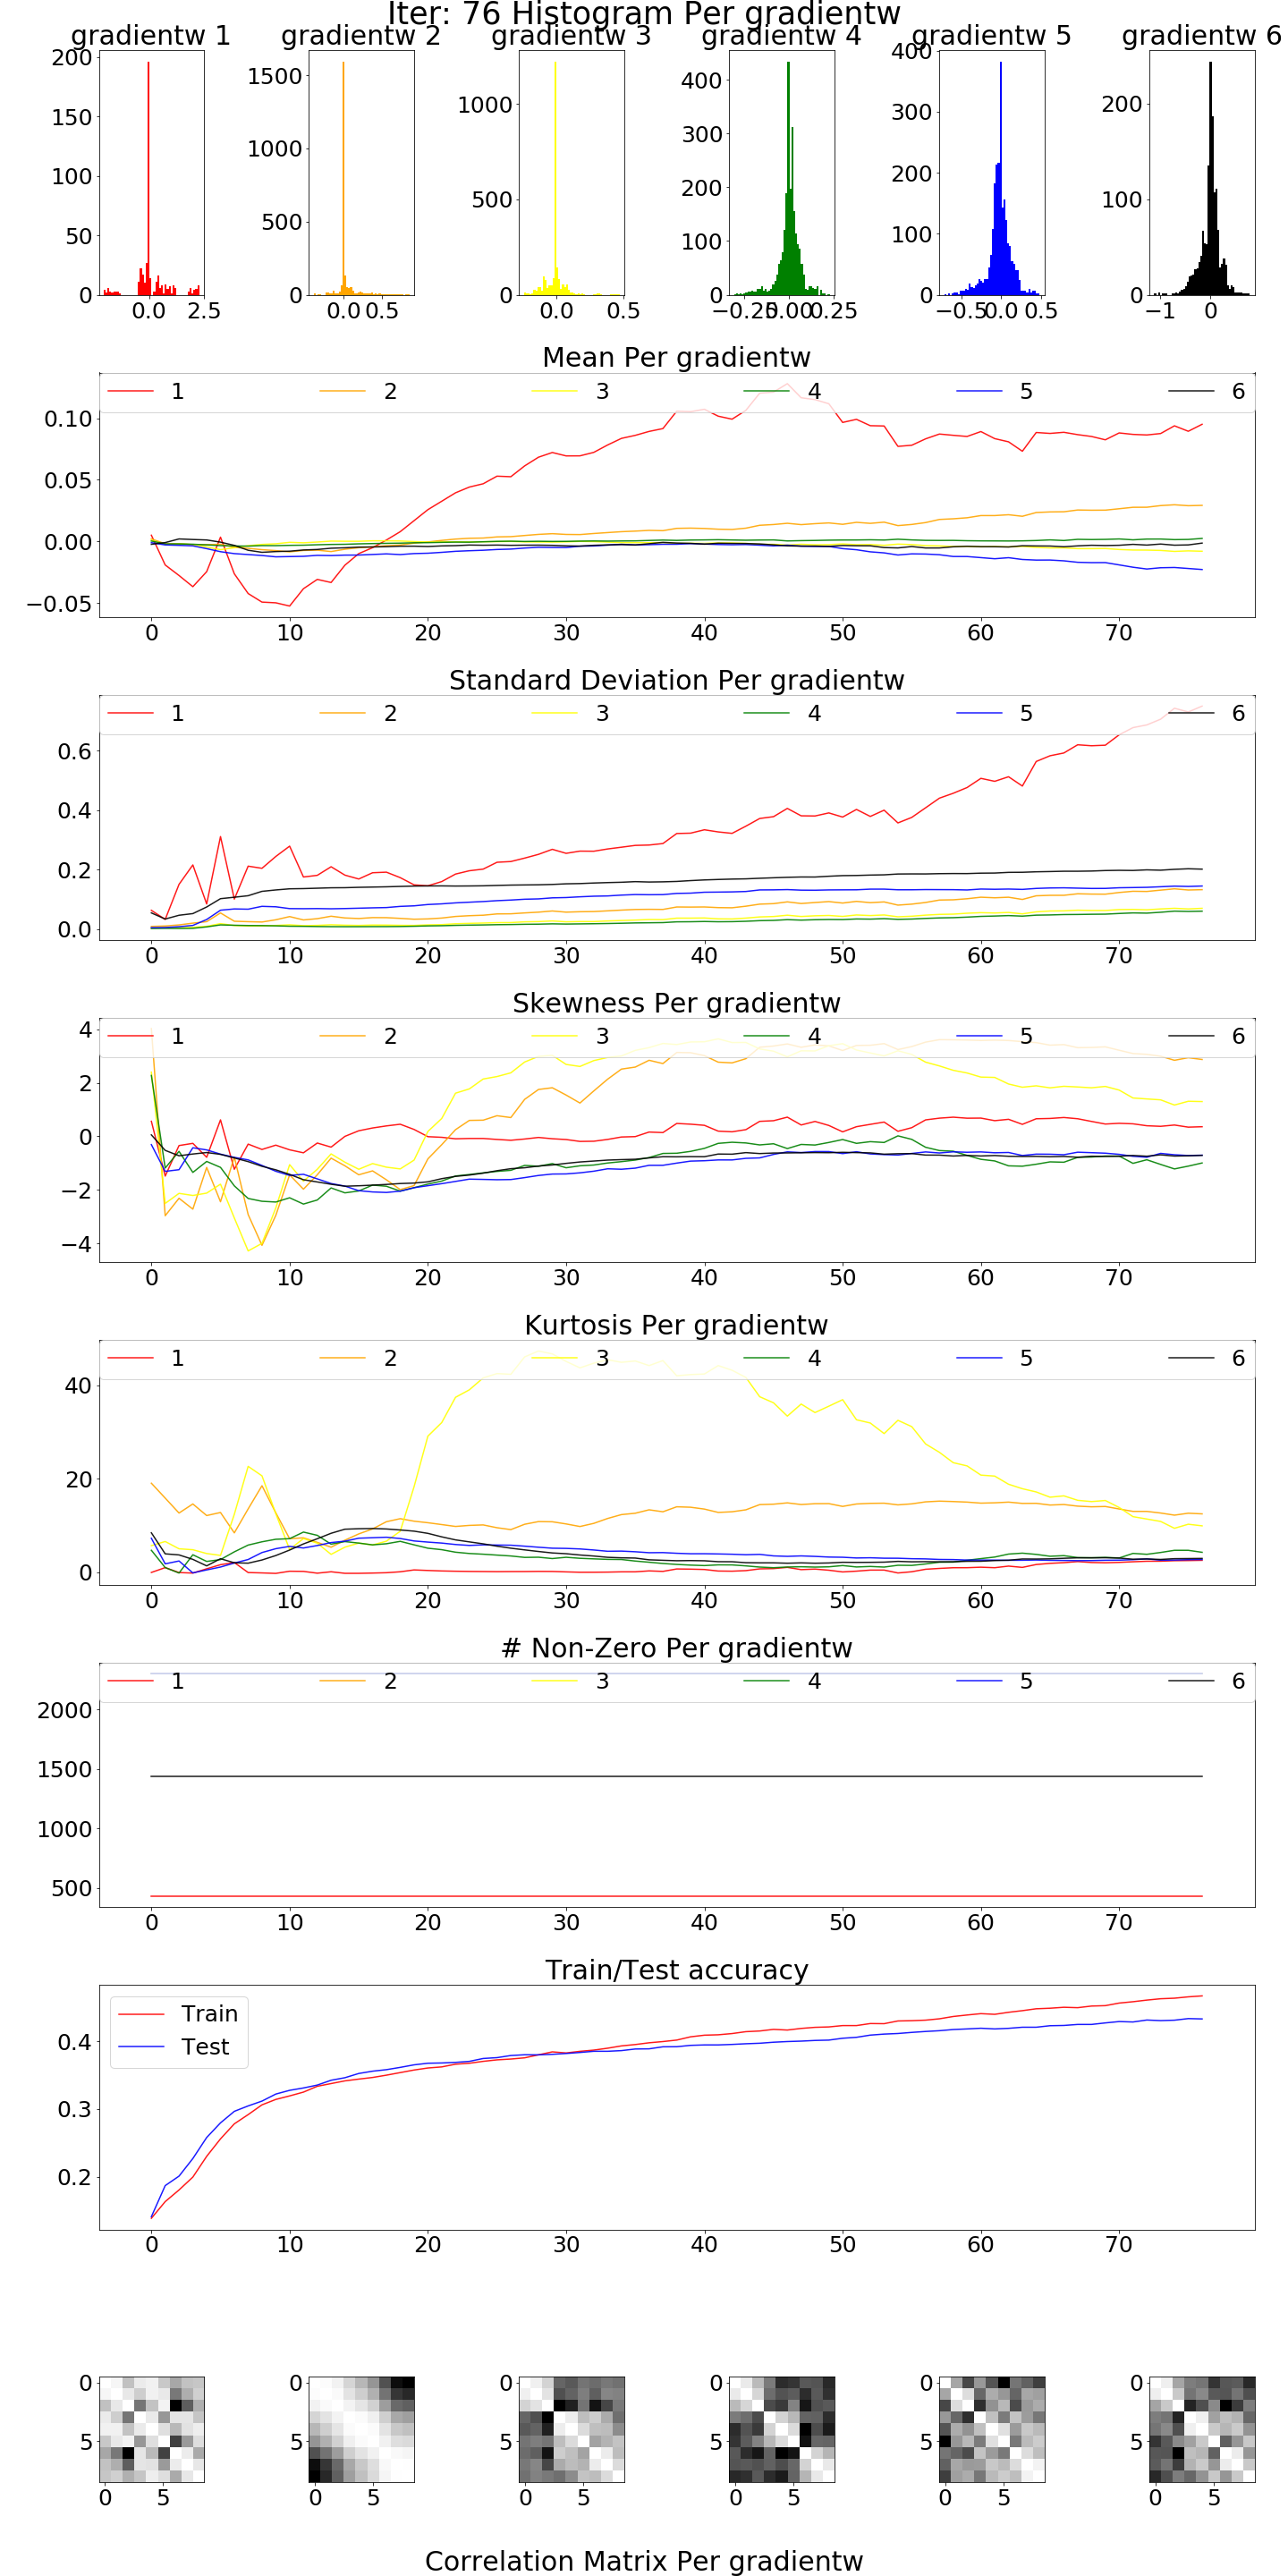 Iter: 76 Histogram Per gradientw
gradientw 1 gradientw 2 gradientw 3 gradientw 4 gradientw 5 gradientw 6
200 150 100 50 0 0.0 2.5
1500 1000 500 0 0.0 0.5
1000 500 0 0.0 0.5
400 300 200 100 0 −0.25 0.00 0.25
400 300 200 100 0 −0.5 0.0 0.5
200 100 0 −1 0
Mean Per gradientw
1 2 3 4 5 6
0.10
0.05
0.00
−0.05
0 10 20 30 40 50 60 70
Standard Deviation Per gradientw
1 2 3 4 5 6
0.6
0.4
0.2
0.0
0 10 20 30 40 50 60 70
Skewness Per gradientw
4 1 2 3 4 5 6
2
0
−2
−4
0 10 20 30 40 50 60 70
Kurtosis Per gradientw
1 2 3 4 5 6
40
20
0
0 10 20 30 40 50 60 70
# Non-Zero Per gradientw
1 2 3 4 5 6
2000
1500
1000
500
0 10 20 30 40 50 60 70
Train/Test accuracy
Train
Test
0.4
0.3
0.2
0 10 20 30 40 50 60 70
0 0 0 0 0 0
5 5 5 5 5 5
0 5 0 5 0 5 0 5 0 5 0 5
Correlation Matrix Per gradientw